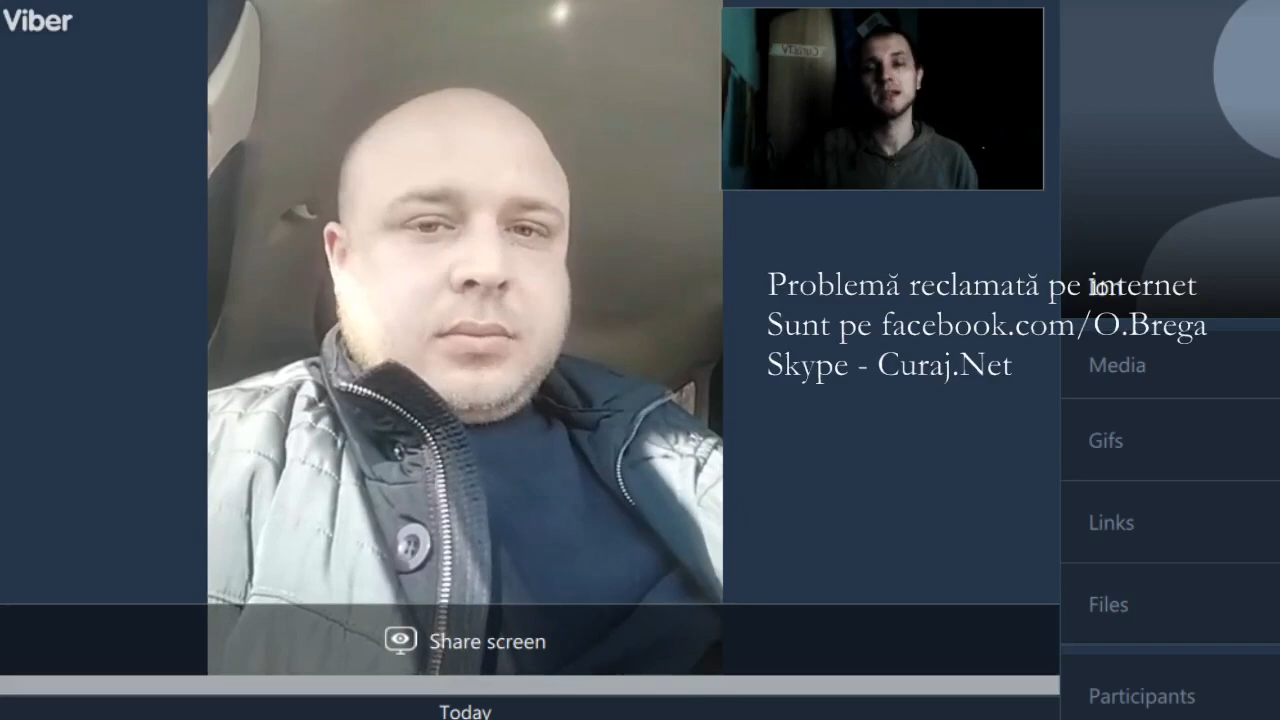 Viber
Problemă reclamată pe internet
Sunt pe facebook.com/O.Brega
Skype - Curaj.Net
Ion
Media
Gifs
Links
Files
Share screen
Participants
Today